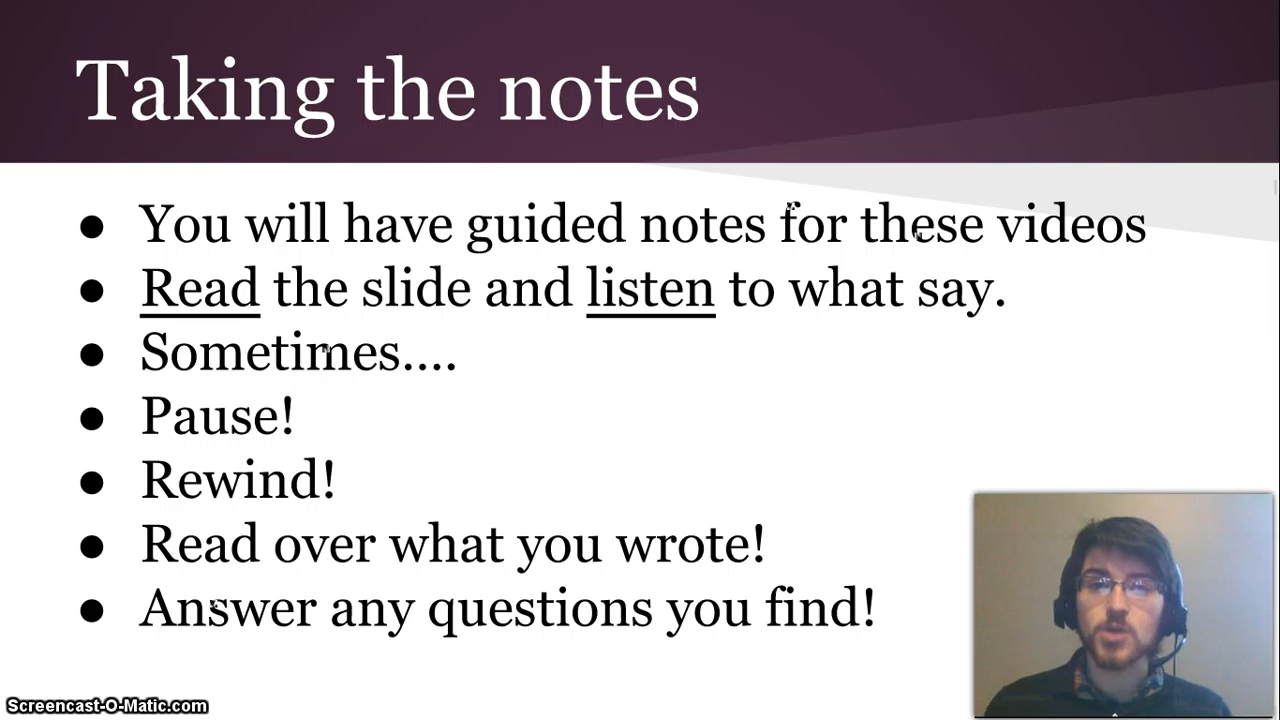 Taking the notes
● You will have guided notes for these videos
● Read the slide and listen to what say.
● Sometimes....
● Pause!
● Rewind!
● Read over what you wrote!
● Answer any questions you find!
Screencast-O-Matic.com